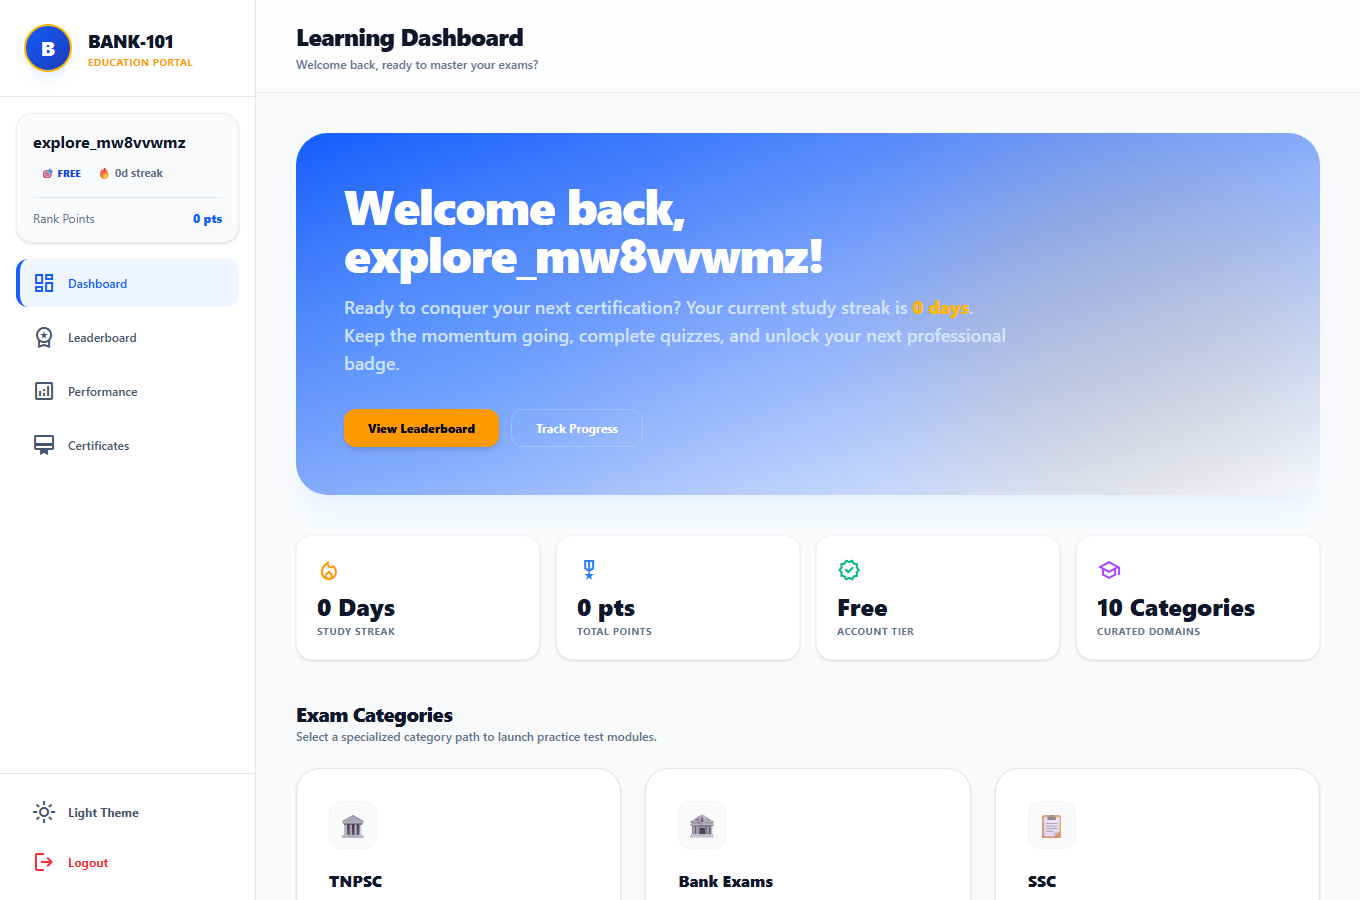 B
BANK-101
EDUCATION PORTAL
explore_mw8vvwmz
FREE
0d streak
Rank Points
0 pts
Dashboard
Leaderboard
Performance
Certificates
Light Theme
Logout
Learning Dashboard
Welcome back, ready to master your exams?
Welcome back,
explore_mw8vvwmz!
Ready to conquer your next certification? Your current study streak is 0 days.
Keep the momentum going, complete quizzes, and unlock your next professional
badge.
View Leaderboard
Track Progress
0 Days
STUDY STREAK
0 pts
TOTAL POINTS
Free
ACCOUNT TIER
10 Categories
CURATED DOMAINS
Exam Categories
Select a specialized category path to launch practice test modules.
TNPSC
Bank Exams
SSC